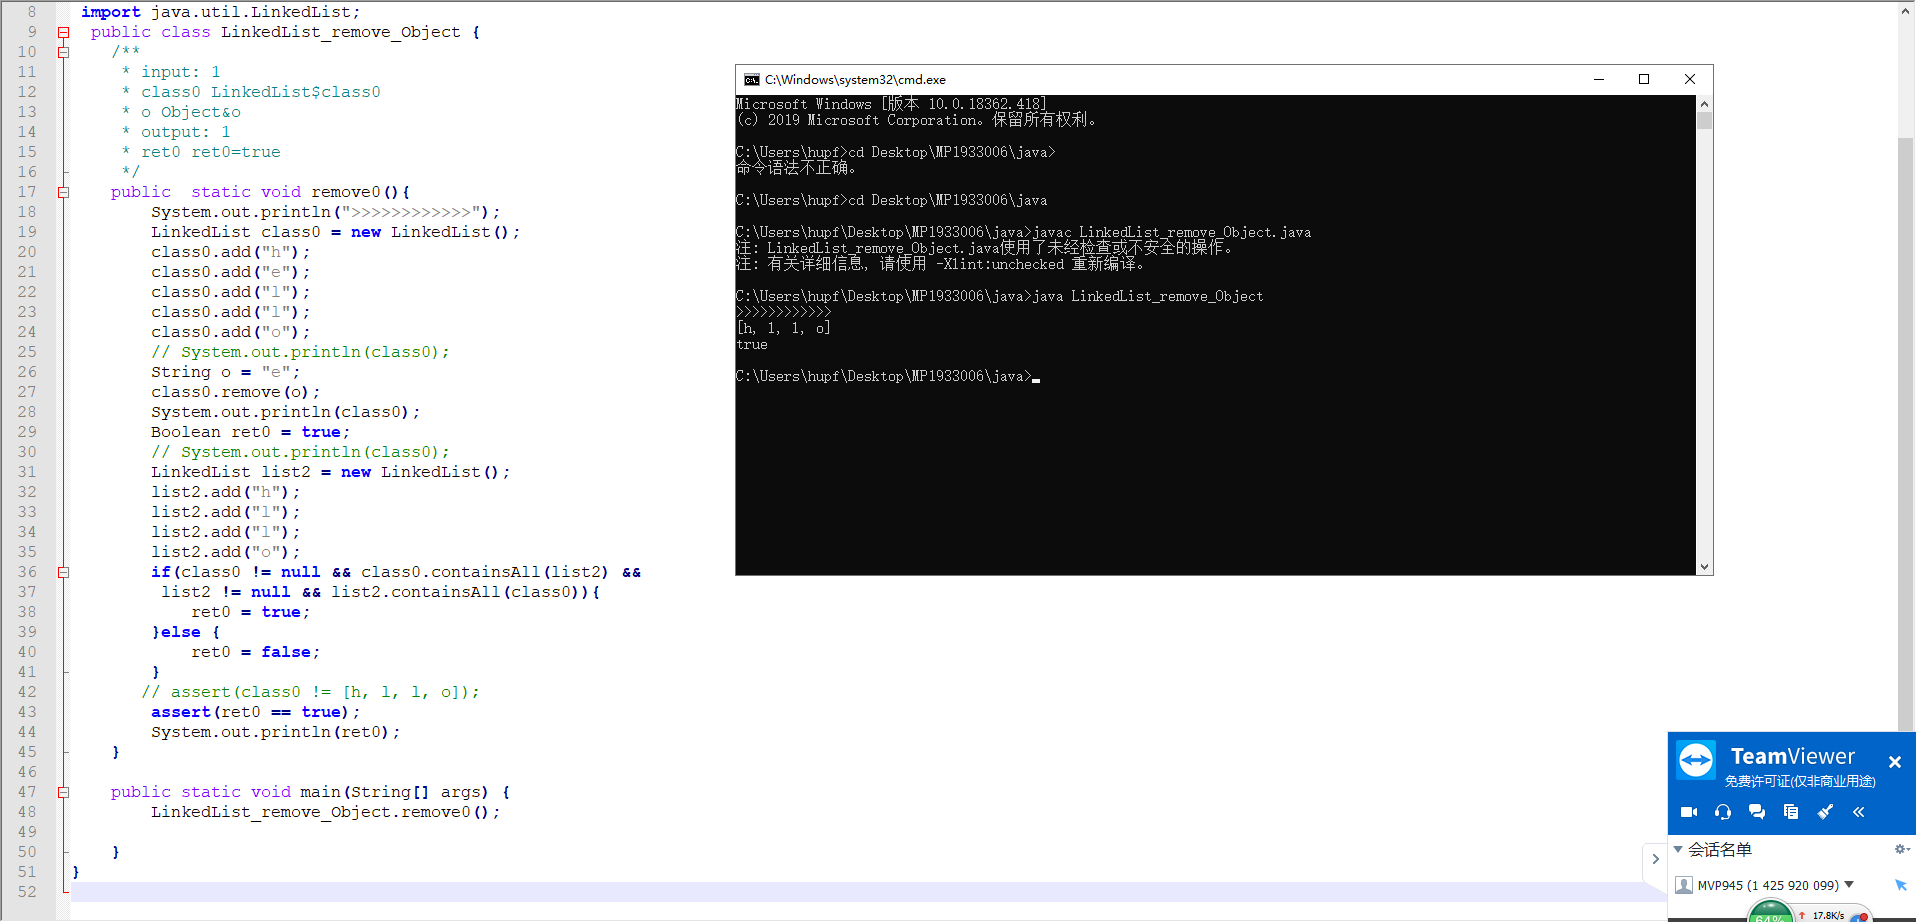 8 import java.util.LinkedList;
9 public class LinkedList_remove_Object {
10 /**
11 * input: 1
12 * class0 LinkedList$class0
13 * o Object&o
14 * output: 1
15 * ret0 ret0=true
16 */
17 public  static void remove0(){
18 System.out.println(">>>>>>>>>>>>");
19 LinkedList class0 = new LinkedList();
20 class0.add("h");
21 class0.add("e");
22 class0.add("l");
23 class0.add("l");
24 class0.add("o");
25 // System.out.println(class0);
26 String o = "e";
27 class0.remove(o);
28 System.out.println(class0);
29 Boolean ret0 = true;
30 // System.out.println(class0);
31 LinkedList list2 = new LinkedList();
32 list2.add("h");
33 list2.add("l");
34 list2.add("l");
35 list2.add("o");
36 if(class0 != null && class0.containsAll(list2) &&
37 list2 != null && list2.containsAll(class0)){
38 ret0 = true;
39 }else {
40 ret0 = false;
41 }
42 // assert(class0 != [h, l, l, o]);
43 assert(ret0 == true);
44 System.out.println(ret0);
45 }
46
47 public static void main(String[] args) {
48 LinkedList_remove_Object.remove0();
49
50 }
51 }
52
C:\Windows\system32\cmd.exe
Microsoft Windows [版本 10.0.18362.418]
(c) 2019 Microsoft Corporation。保留所有权利。
C:\Users\hupf>cd Desktop\MP1933006\java>
命令语法不正确。
C:\Users\hupf>cd Desktop\MP1933006\java
C:\Users\hupf\Desktop\MP1933006\java>javac LinkedList_remove_Object.java
注: LinkedList_remove_Object.java使用了未经检查或不安全的操作。
注: 有关详细信息, 请使用 -Xlint:unchecked 重新编译。
C:\Users\hupf\Desktop\MP1933006\java>java LinkedList_remove_Object
>>>>>>>>>>>>
[h, l, l, o]
true
C:\Users\hupf\Desktop\MP1933006\java>
TeamViewer
免费许可证(仅非商业用途)
会话名单
MVP945 (1 425 920 099)
64%
17.8K/s